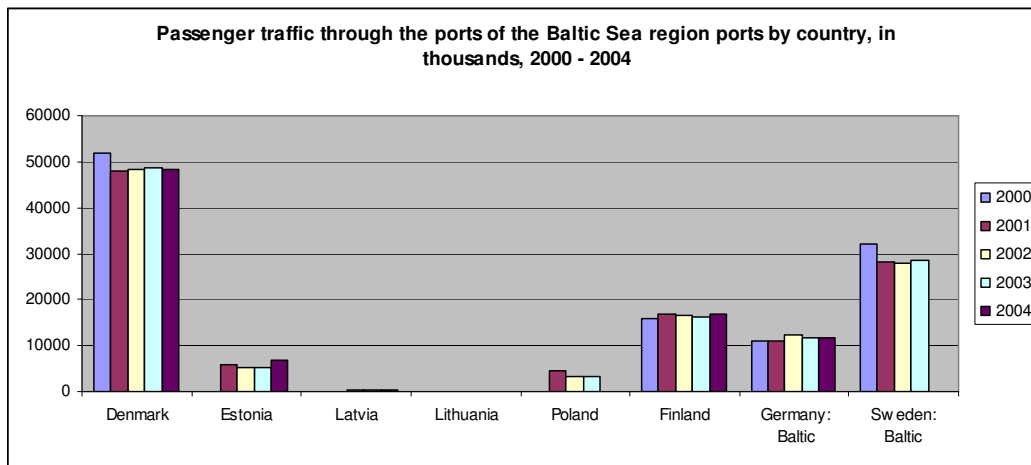 Passenger traffic through the ports of the Baltic Sea region ports by country, in
thousands, 2000 - 2004
60000
50000
40000
30000
20000
10000
0
Denmark
Estonia
Latvia
Lithuania
Poland
Finland
Germany:
Baltic
Sweden:
Baltic
2000
2001
2002
2003
2004